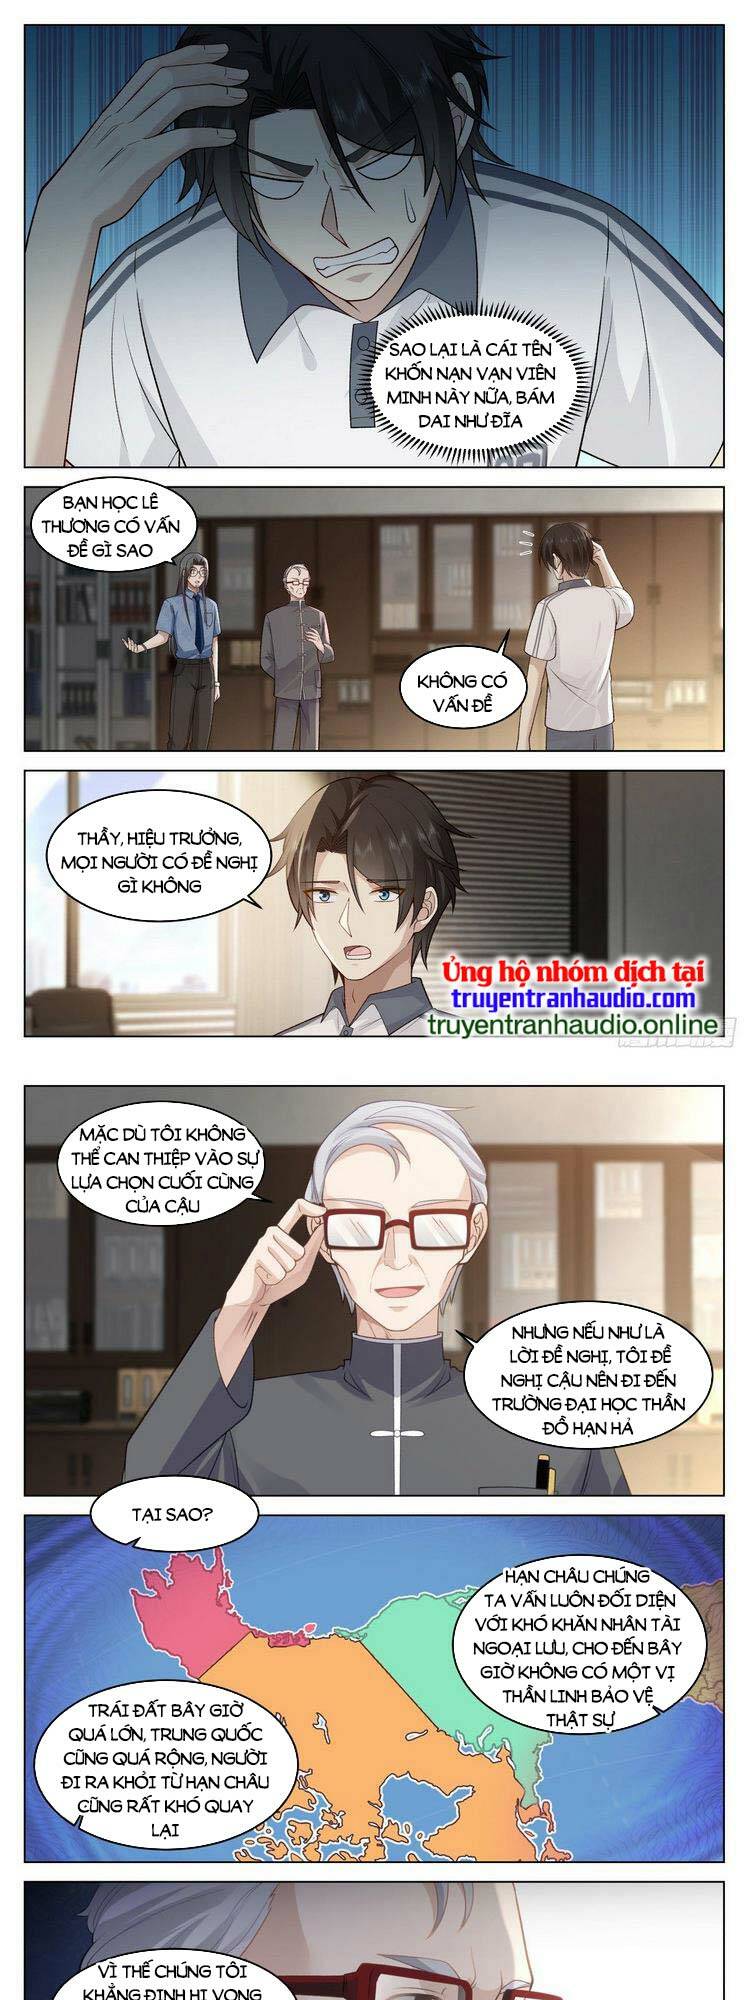 SAO LẠI LÀ CÁI TÊN
KHỐN NẠN VẠN VIÊN
MINH NÀY NỮA, BÁM
DAI NHƯ ĐĨA
BẠN HỌC LÊ
THƯƠNG CÓ VẤN
ĐỀ GÌ SAO
KHÔNG CÓ
VẤN ĐỀ
THẦY, HIỆU TRƯỞNG,
MỌI NGƯỜI CÓ ĐỀ NGHỊ
GÌ KHÔNG
Ủng hộ nhóm dịch tại
truyentranhaudio.com
truyentranhaudio.online
MẶC DÙ TÔI KHÔNG
THỂ CAN THIỆP VÀO SỰ
LỰA CHỌN CUỐI CÙNG
CỦA CẬU
NHƯNG NẾU NHƯ LÀ
LỜI ĐỀ NGHỊ, TÔI ĐỀ
NGHỊ CẬU NÊN ĐI ĐẾN
TRƯỜNG ĐẠI HỌC THẦN
ĐÔ HẠN HẢ
TẠI SAO?
HẠN CHÂU CHÚNG
TA VẪN LUÔN ĐỐI DIỆN
VỚI KHÓ KHĂN NHÂN TÀI
NGOẠI LƯU, CHO ĐẾN BÂY
GIỜ KHÔNG CÓ MỘT VỊ
THẦN LINH BẢO VỆ
THẬT SỰ
TRÁI ĐẤT BÂY GIỜ
QUÁ LỚN, TRUNG QUỐC
CŨNG QUÁ RỘNG, NGƯỜI
ĐI RA KHỎI TỪ HẠN CHÂU
CŨNG RẤT KHÓ QUAY
LẠI
VÌ THẾ CHÚNG TÔI
KHẲNG ĐỊNH HI VỌNG